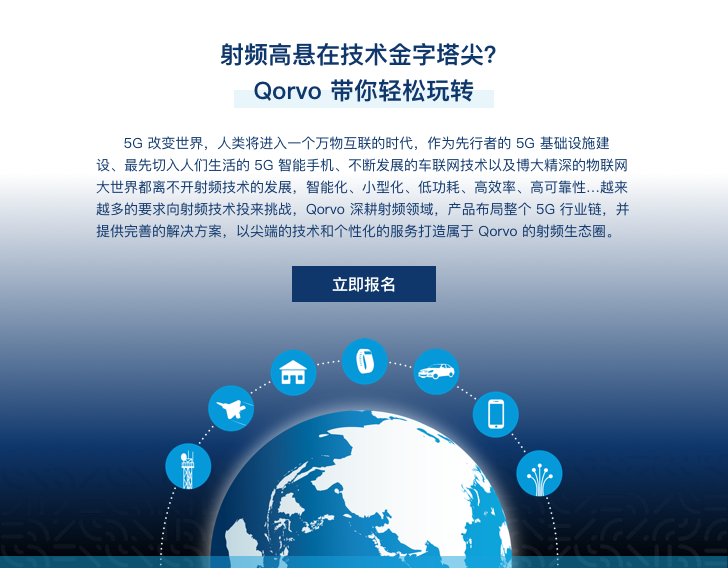 射频高悬在技术金字塔尖?
Qorvo 带你轻松玩转
5G 改变世界，人类将进入一个万物互联的时代，作为先行者的 5G 基础设施建
设、最先切入人们生活的 5G 智能手机、不断发展的车联网技术以及博大精深的物联网
大世界都离不开射频技术的发展，智能化、小型化、低功耗、高效率、高可靠性...越来
越多的要求向射频技术投来挑战，Qorvo 深耕射频领域，产品布局整个 5G 行业链，并
提供完善的解决方案，以尖端的技术和个性化的服务打造属于 Qorvo 的射频生态圈。
立即报名